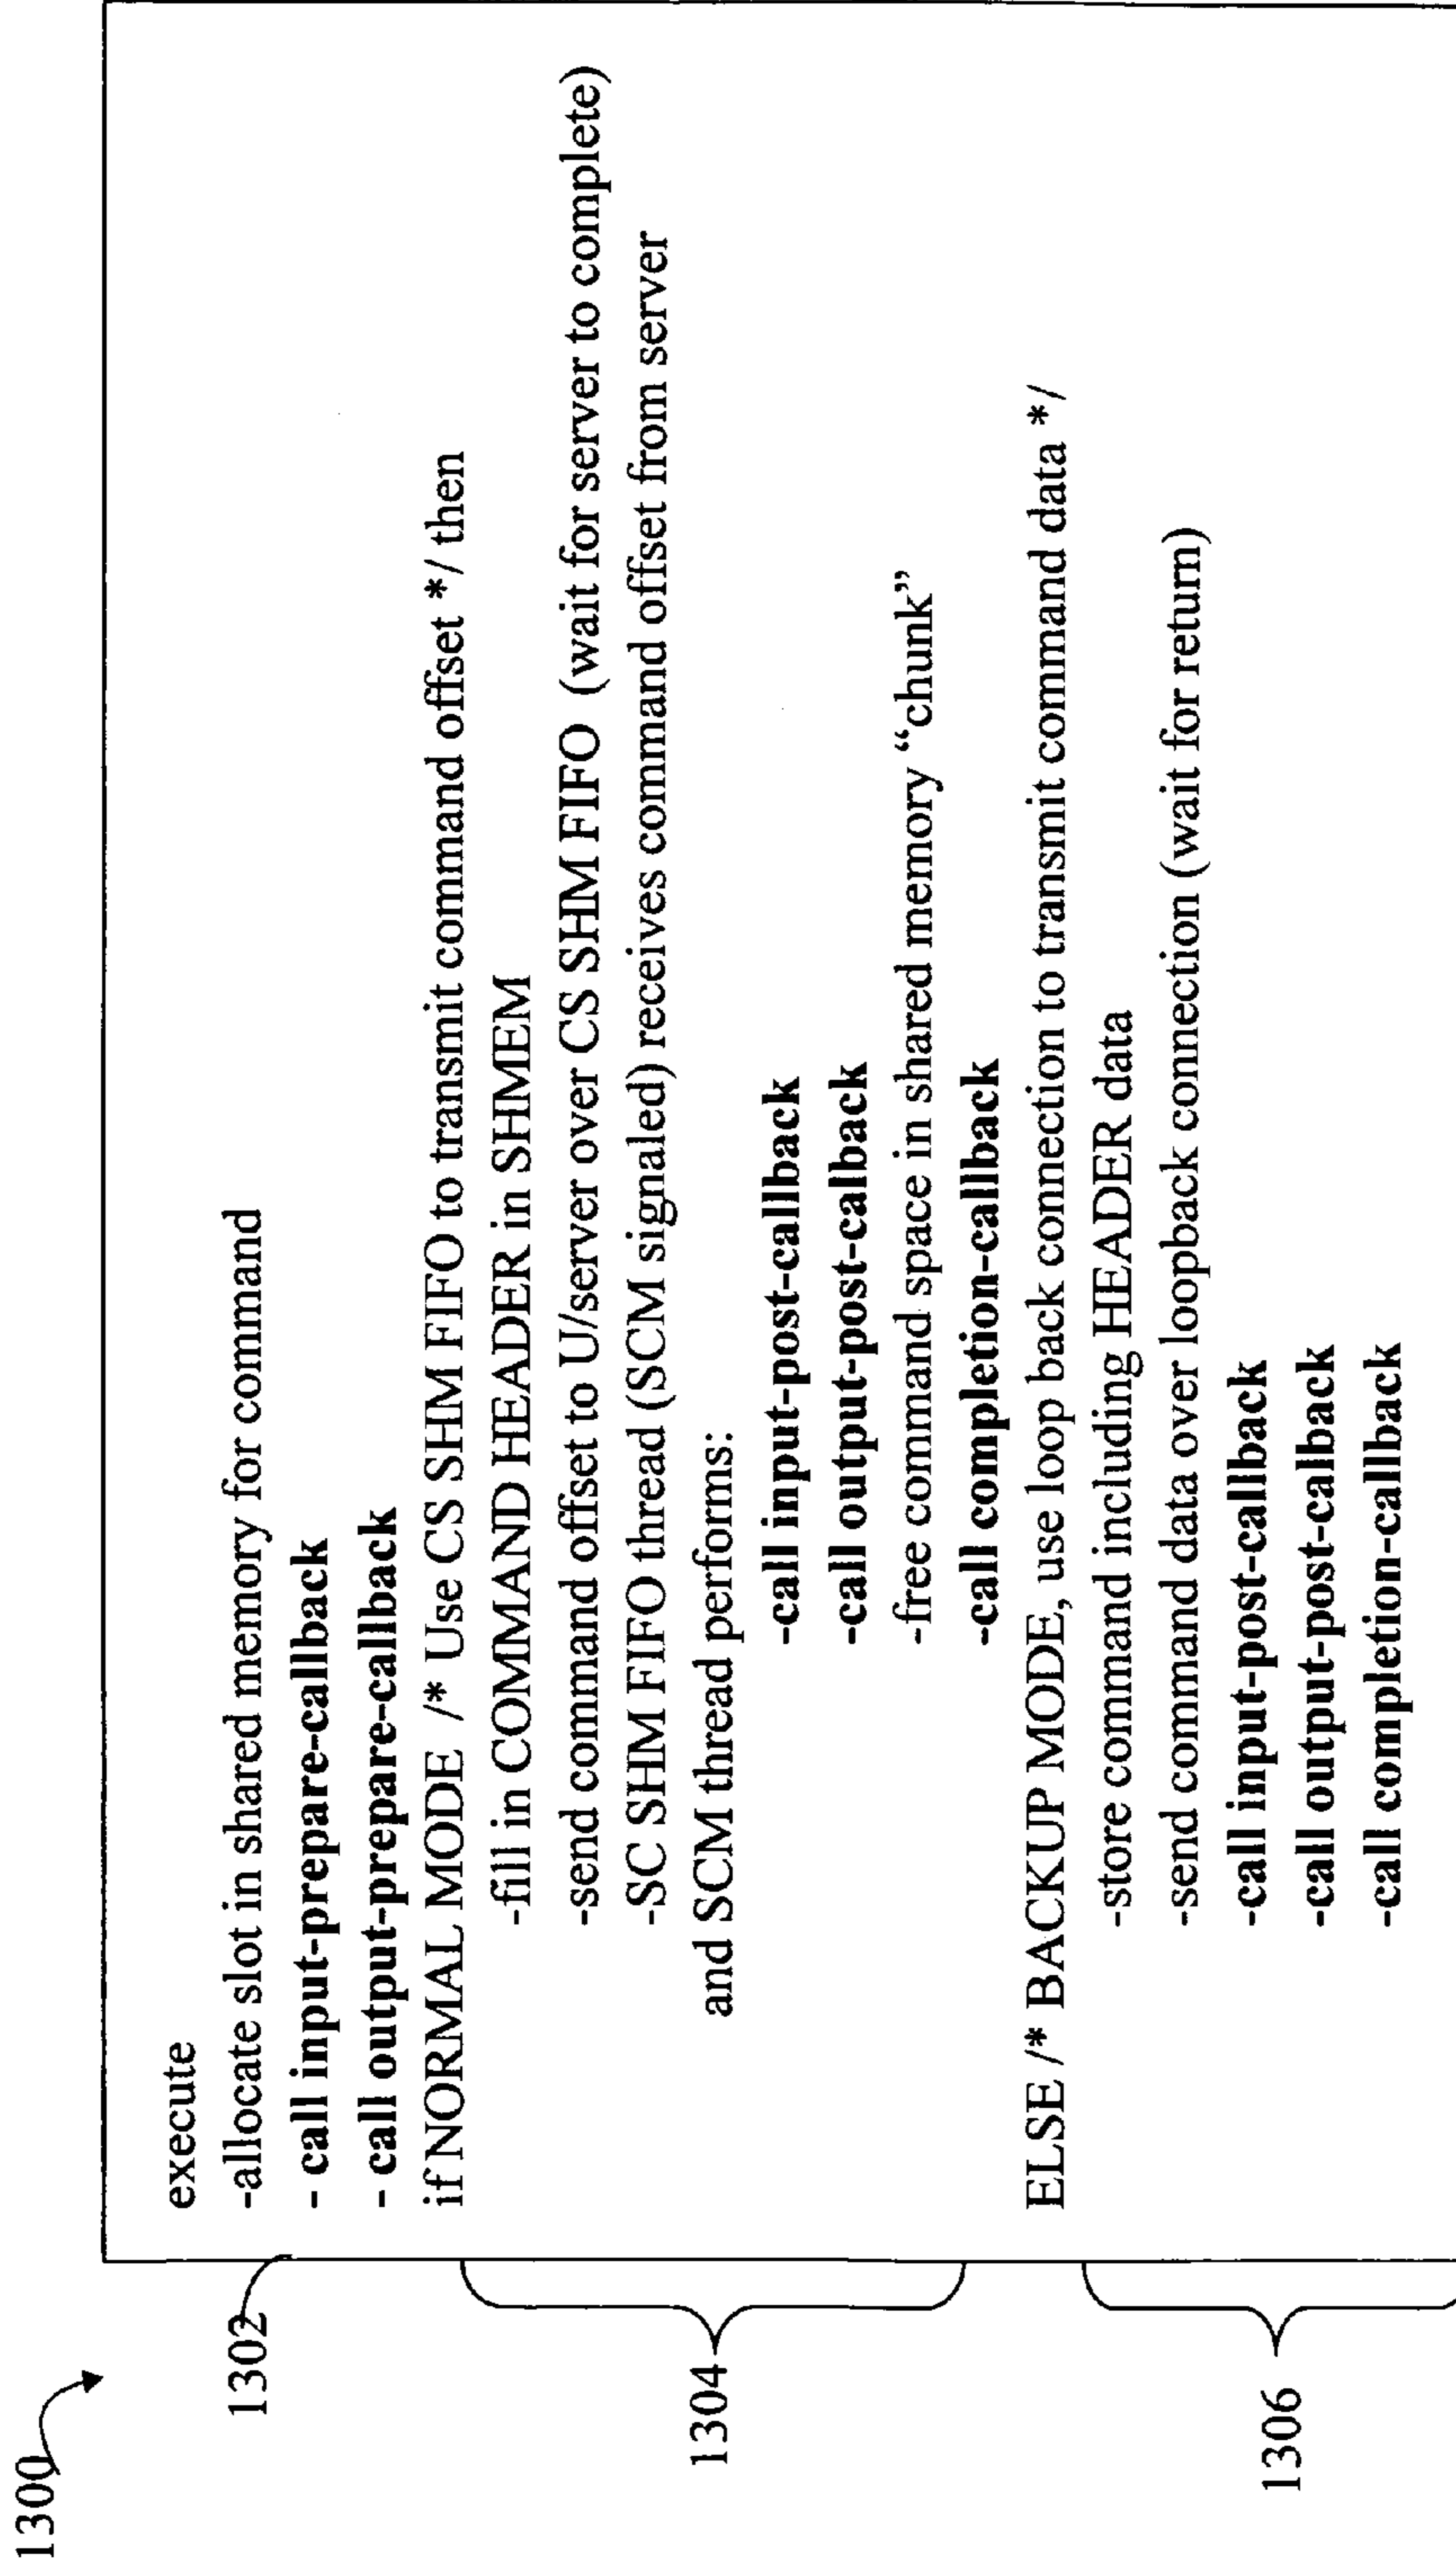 1300
execute
1302
-allocate slot in shared memory for command
- call input-prepare-callback
- call output-prepare-callback
if NORMAL MODE /* Use CS SHM FIFO to transmit command offset */ then
-fill in COMMAND HEADER in SHMEM
-send command offset to U/server over CS SHM FIFO (wait for server to complete)
-SC SHM FIFO thread (SCM signaled) receives command offset from server
1304
and SCM thread performs:
-call input-post-callback
-call output-post-calback
-free command space in shared memory “chunk”
-call completion-callback
ELSE /* BACKUP MODE, use loop back connection to transmit command data */
-store command including HEADER data
-send command data over loopback connection (wait for return)
1306
-call input-post-callback
-call output-post-calback
-call completion-callback